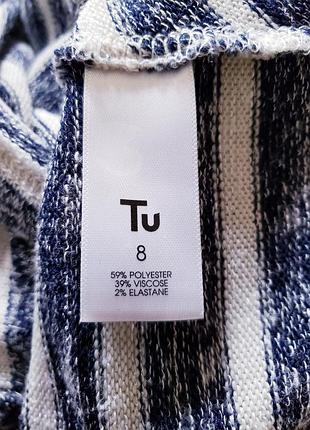 Tu
8
59% POLYESTER
39% VISCOSE
2% ELASTANE